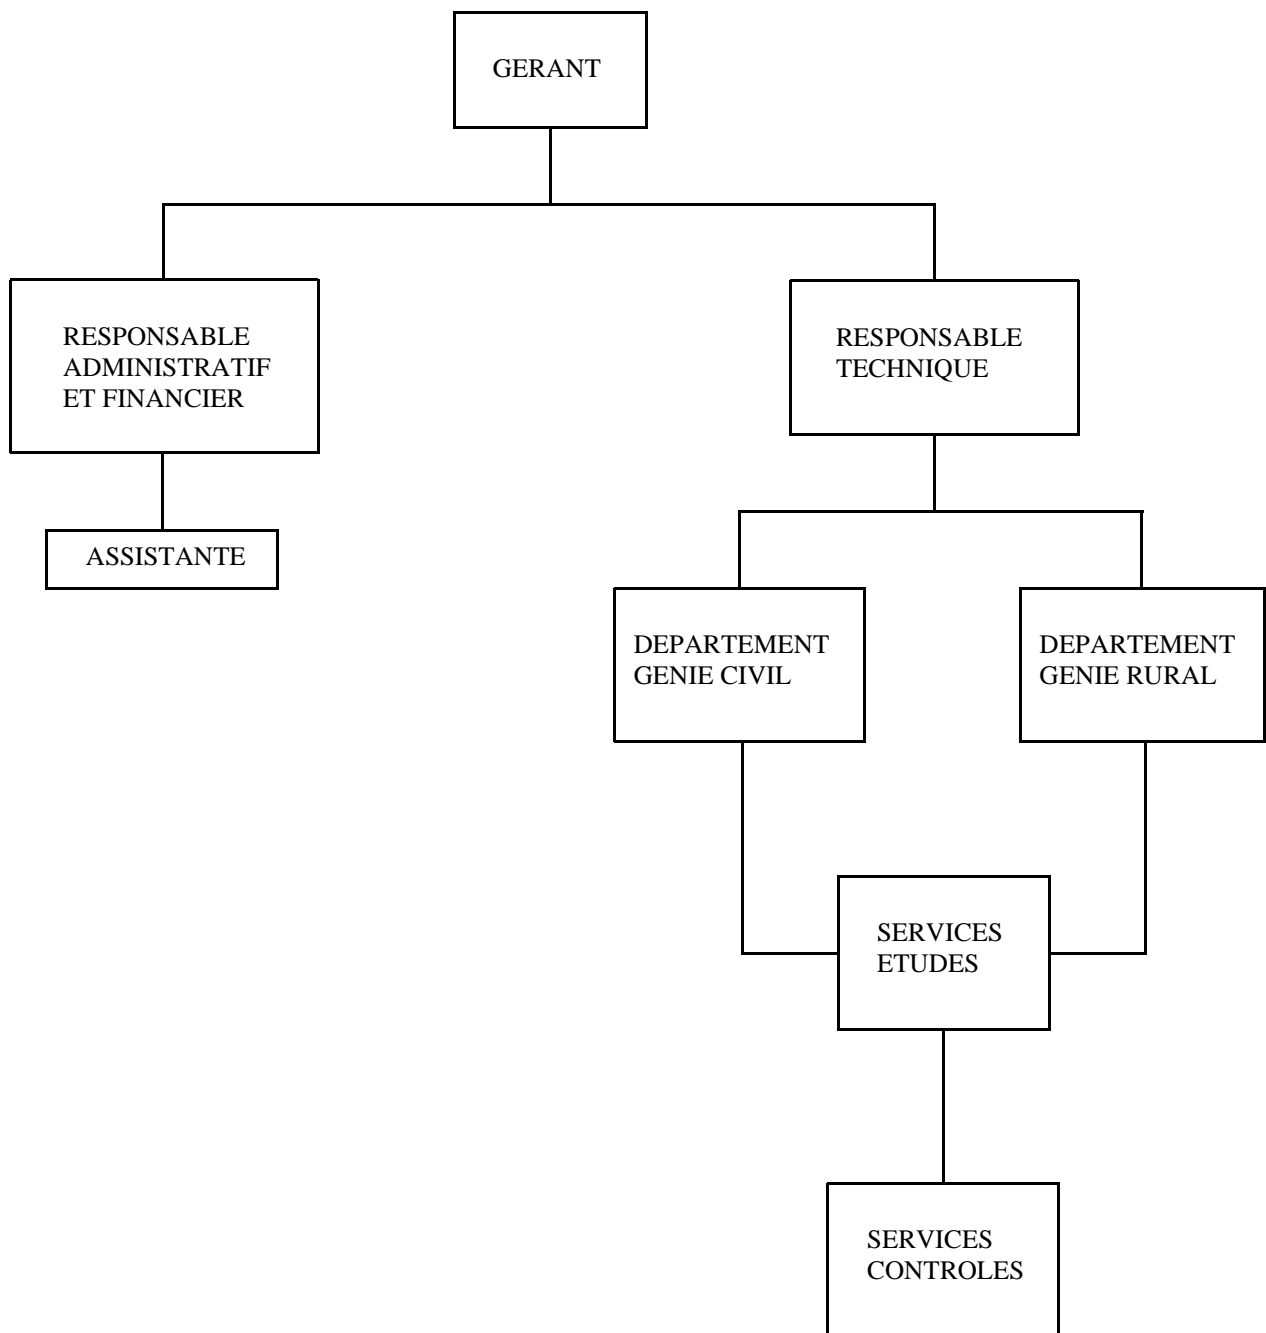 GERANT
RESPONSABLE
ADMINISTRATIF
ET FINANCIER
RESPONSABLE
TECHNIQUE
ASSISTANTE
DEPARTEMENT
GENIE CIVIL
DEPARTEMENT
GENIE RURAL
SERVICES
ETUDES
SERVICES
CONTROLES